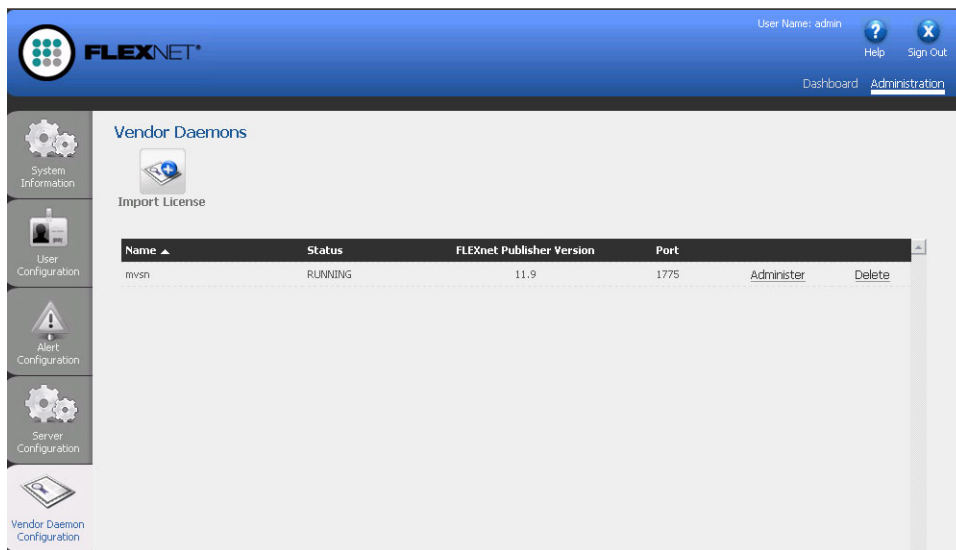 User Name: admin
?
X
Help
Sign Out
FLEXNET
Dashboard
Administration
System
Information
User
Configuration
Alert
Configuration
Server
Configuration
Vendor Daemon
Configuration
Vendor Daemons
Import License
Name
Status
FLEXnet Publisher Version
Port
mvsn
RUNNING
11.9
1775
Administer
Delete